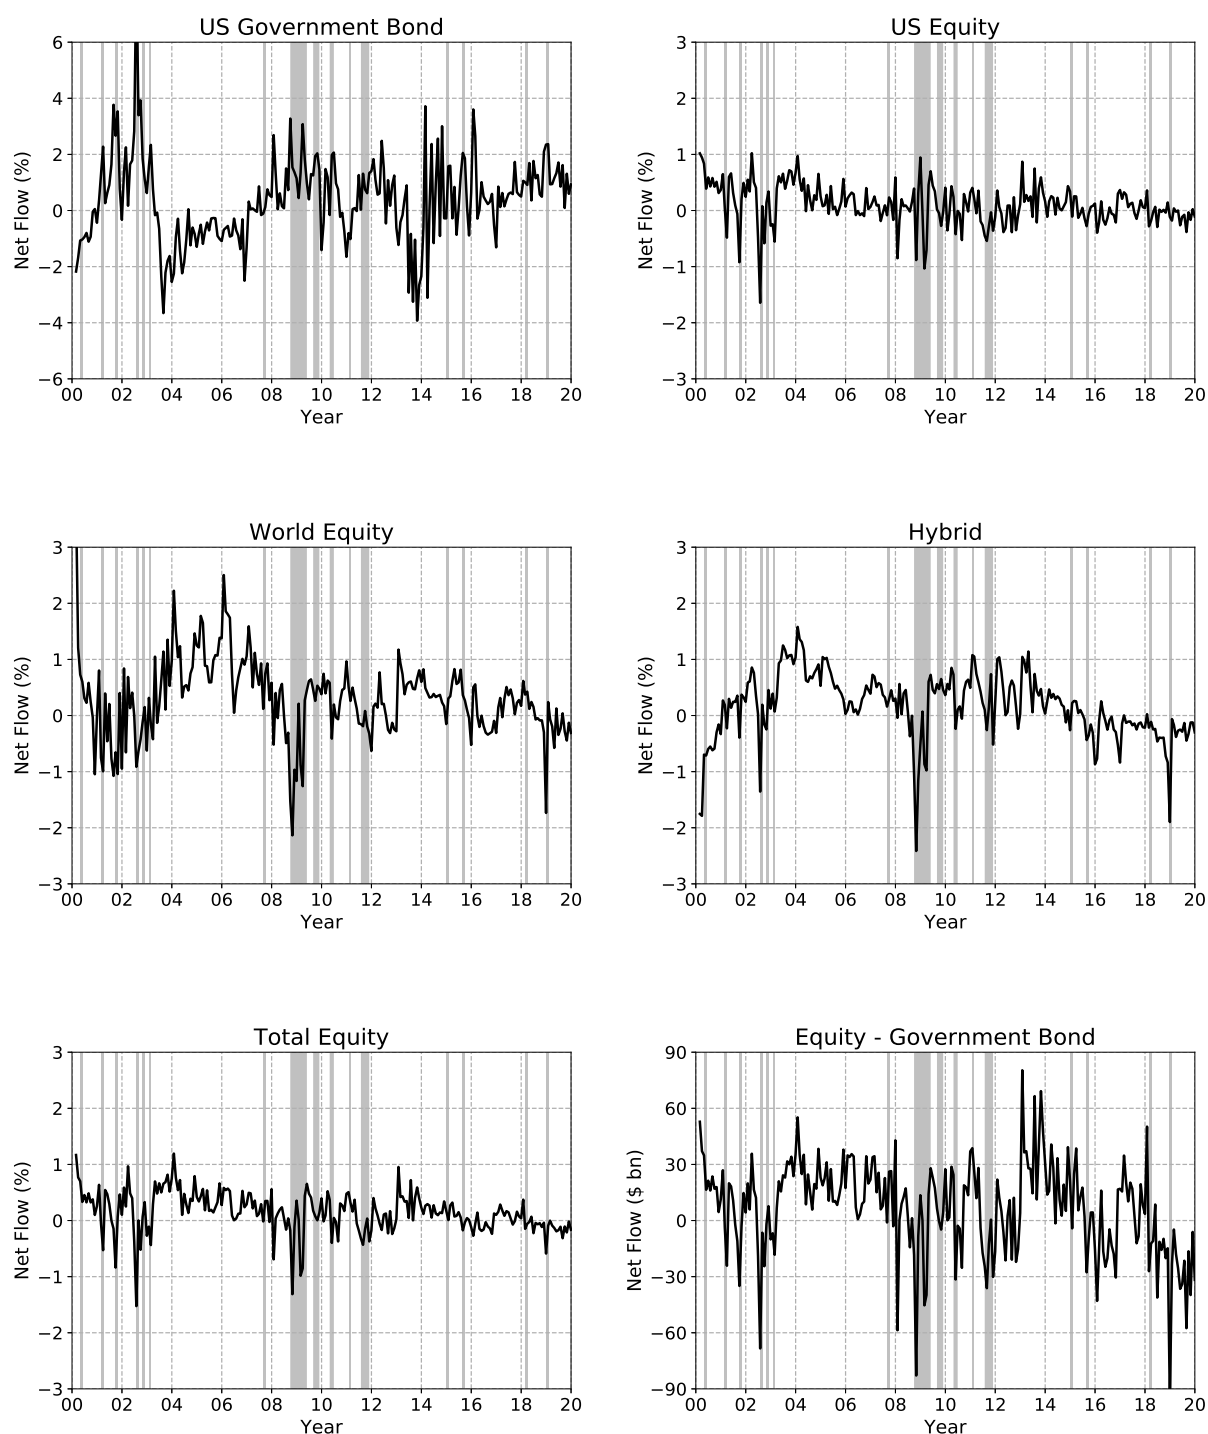 US Government Bond
6
4
2
0
−2
−4
−6
Net Flow (%)
00 02 04 06 08 10 12 14 16 18 20
Year
US Equity
3
2
1
0
−1
−2
−3
Net Flow (%)
00 02 04 06 08 10 12 14 16 18 20
Year
World Equity
3
2
1
0
−1
−2
−3
Net Flow (%)
00 02 04 06 08 10 12 14 16 18 20
Year
Hybrid
3
2
1
0
−1
−2
−3
Net Flow (%)
00 02 04 06 08 10 12 14 16 18 20
Year
Total Equity
3
2
1
0
−1
−2
−3
Net Flow (%)
00 02 04 06 08 10 12 14 16 18 20
Year
Equity - Government Bond
90
60
30
0
−30
−60
−90
Net Flow ($ bn)
00 02 04 06 08 10 12 14 16 18 20
Year